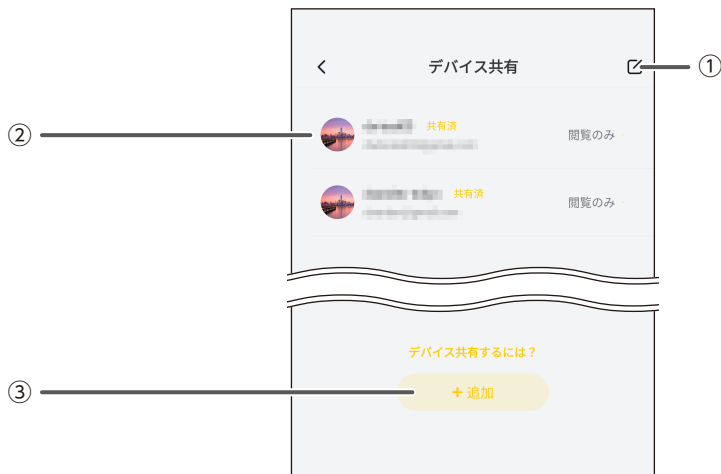 デバイス共有
①
②
共有済
閲覧のみ
共有済
閲覧のみ
デバイス共有するには？
③
+ 追加